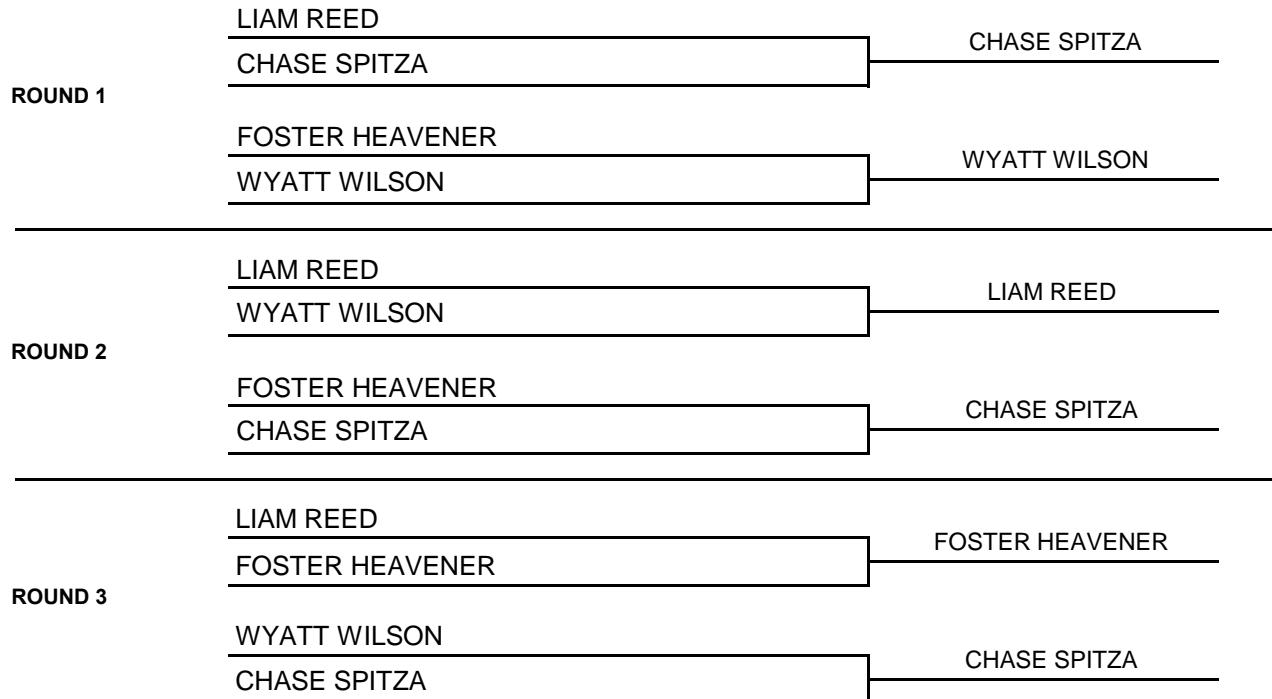 LIAM REED
CHASE SPITZA
CHASE SPITZA
ROUND 1
FOSTER HEAVENER
WYATT WILSON
WYATT WILSON
LIAM REED
LIAM REED
WYATT WILSON
ROUND 2
FOSTER HEAVENER
CHASE SPITZA
CHASE SPITZA
LIAM REED
FOSTER HEAVENER
FOSTER HEAVENER
ROUND 3
WYATT WILSON
CHASE SPITZA
CHASE SPITZA